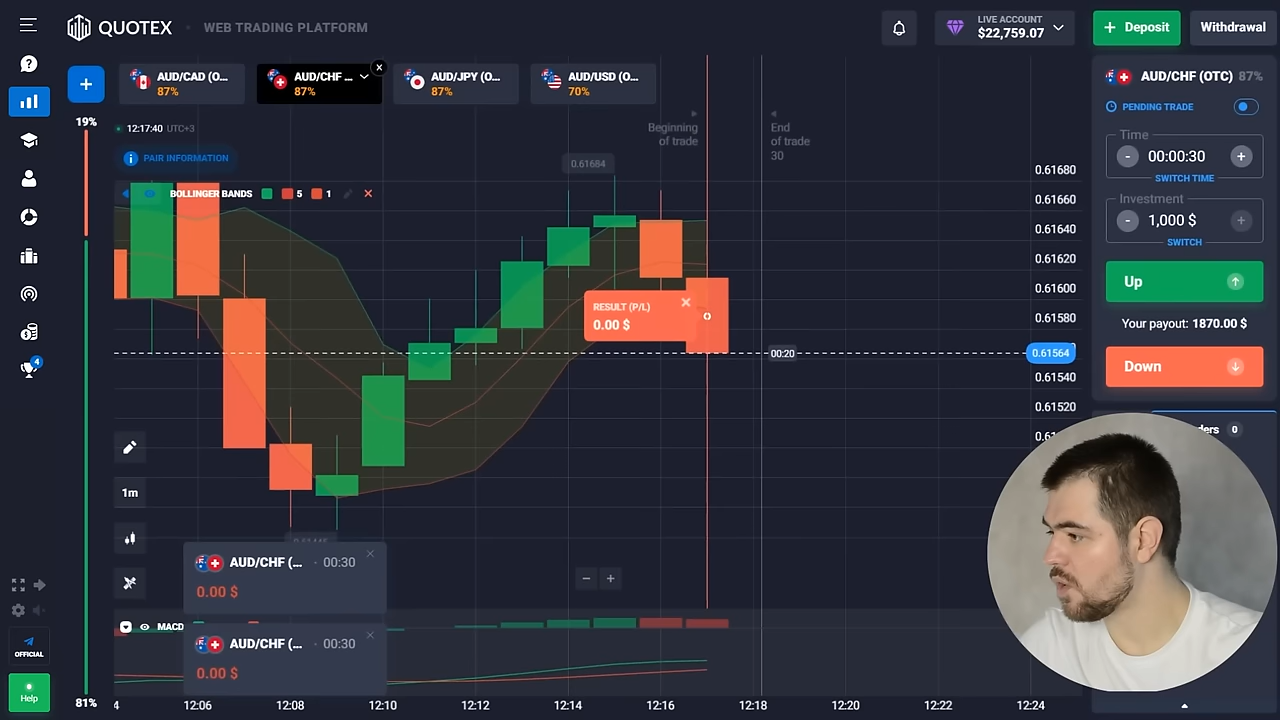 QUOTEX
WEB TRADING PLATFORM
LIVE ACCOUNT
$22,759.07
+ Deposit
Withdrawal
+
AUD/CAD (O...
87%
AUD/CHF ...
87%
AUD/JPY (O...
87%
AUD/USD (O...
70%
19%
12:17:40 UTC+3
PAIR INFORMATION
BOLLINGER BANDS
5
1
Beginning
of trade
End
of trade
30
0.61684
0.61680
0.61660
0.61640
0.61620
0.61600
0.61580
0.61564
0.61540
0.61520
RESULT (P/L)
0.00 $
00:20
1m
AUD/CHF (... · 00:30
0.00 $
MACD
AUD/CHF (... · 00:30
0.00 $
81%
12:06
12:08
12:10
12:12
12:14
12:16
12:18
12:20
12:22
12:24
4
OFFICIAL
Help
AUD/CHF (OTC) 87%
PENDING TRADE
Time
- 00:00:30 +
SWITCH TIME
Investment
- 1,000 $ +
SWITCH
Up
Your payout: 1870.00 $
Down
0